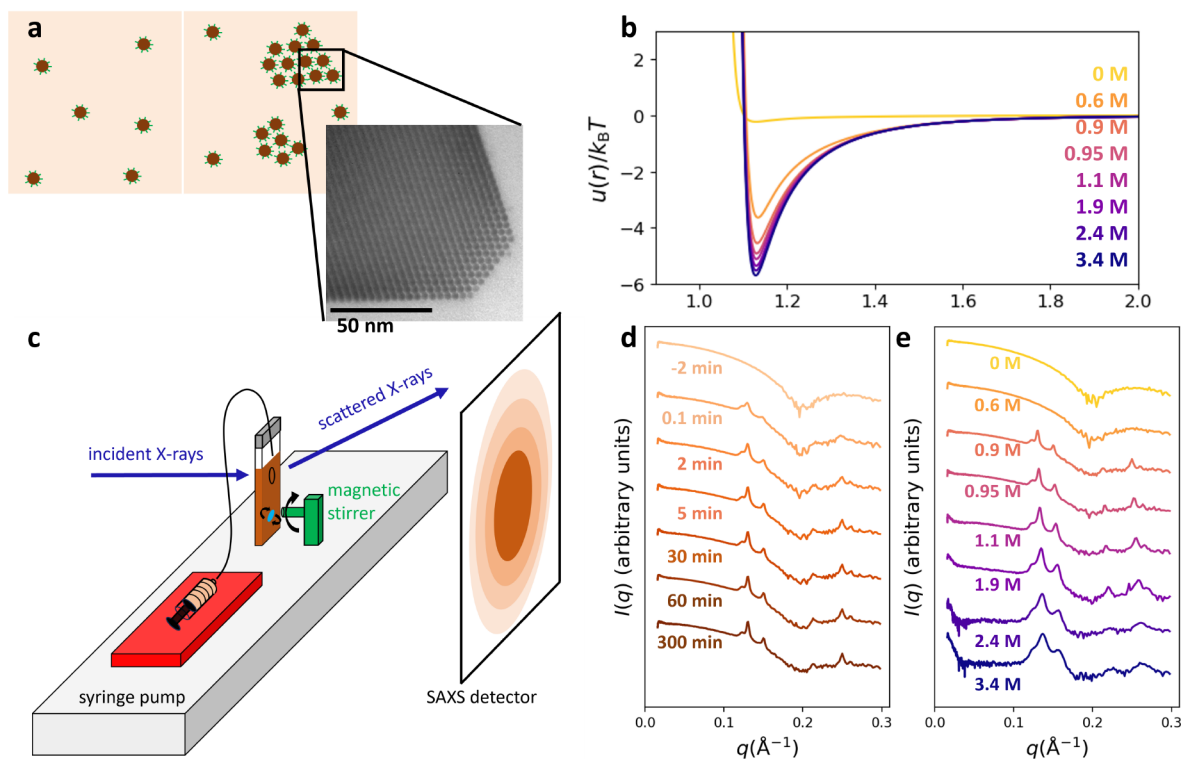 a
50 nm
b
u(r)/k_BT
2
0
−2
−4
−6
1.0
1.2
1.4
1.6
1.8
2.0
0 M
0.6 M
0.9 M
0.95 M
1.1 M
1.9 M
2.4 M
3.4 M
c
incident X-rays
scattered X-rays
magnetic
stirrer
syringe pump
SAXS detector
d
I(q) (arbitrary units)
-2 min
0.1 min
2 min
5 min
30 min
60 min
300 min
0.0
0.1
0.2
0.3
q(Å⁻¹)
e
I(q) (arbitrary units)
0 M
0.6 M
0.9 M
0.95 M
1.1 M
1.9 M
2.4 M
3.4 M
0.0
0.1
0.2
0.3
q(Å⁻¹)